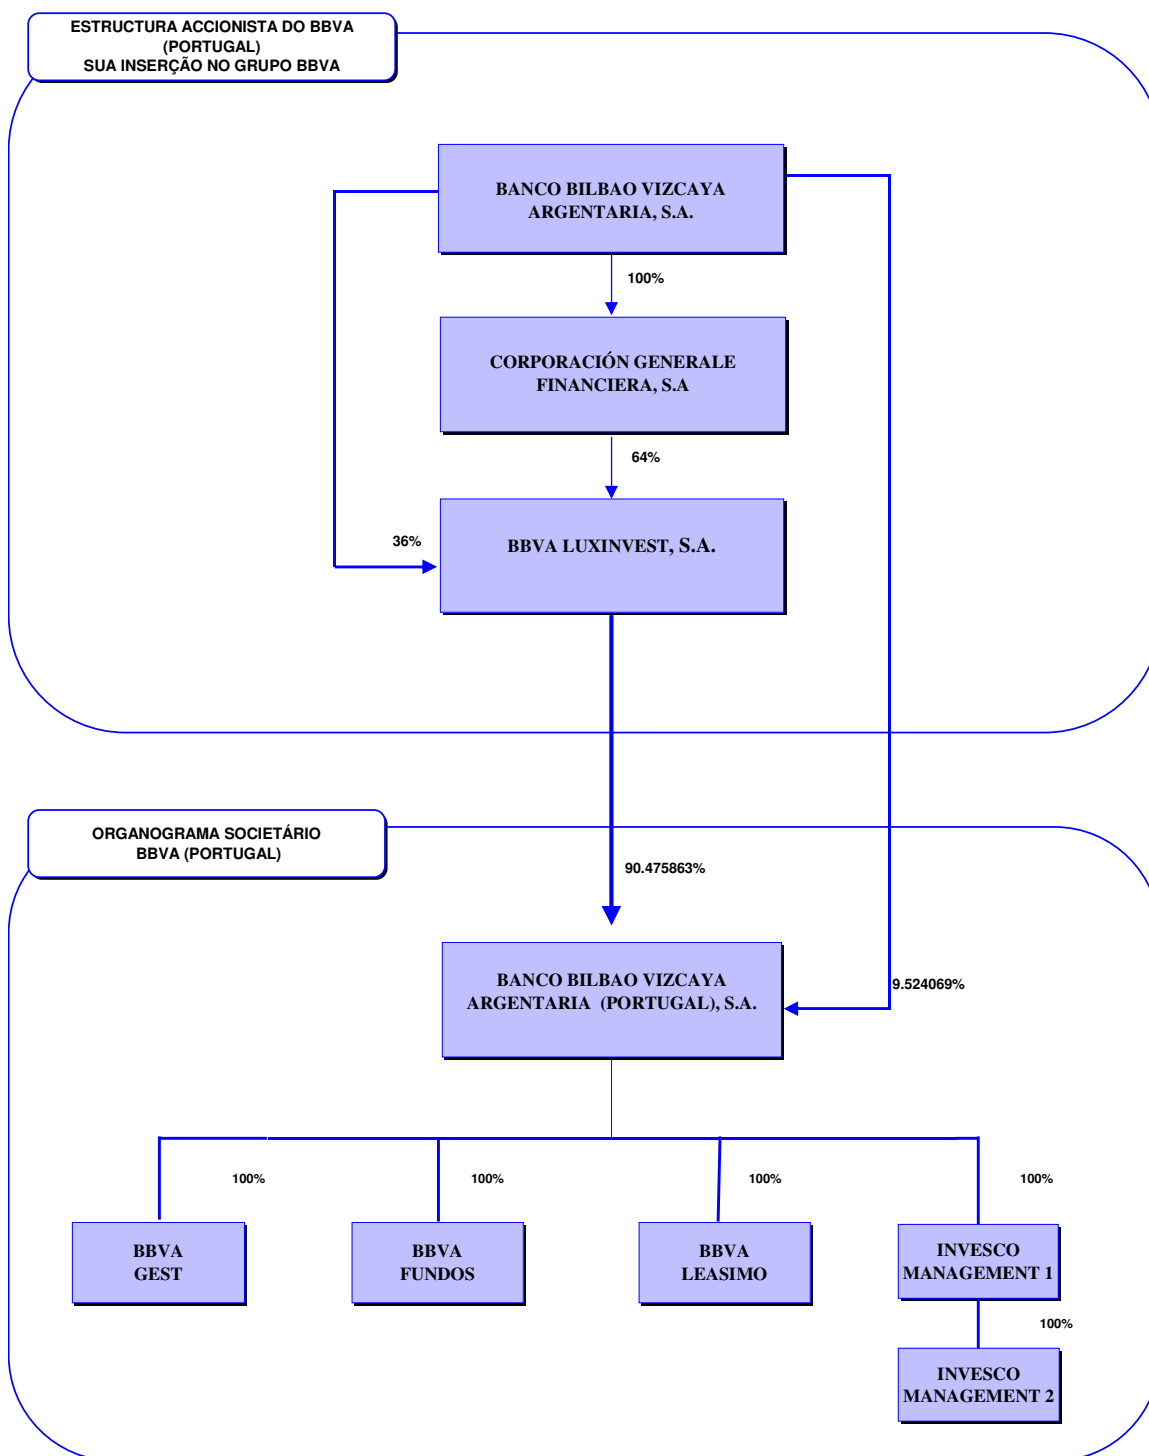 ESTRUCTURA ACCIONISTA DO BBVA
(PORTUGAL)
SUA INSERÇÃO NO GRUPO BBVA
BANCO BILBAO VIZCAYA
ARGENTARIA, S.A.
100%
CORPORACIÓN GENERALE
FINANCIERA, S.A
64%
36%
BBVA LUXINVEST, S.A.
ORGANOGRAMA SOCIETÁRIO
BBVA (PORTUGAL)
90.475863%
BANCO BILBAO VIZCAYA
ARGENTARIA (PORTUGAL), S.A.
9.524069%
100%
100%
100%
100%
BBVA
GEST
BBVA
FUNDOS
BBVA
LEASIMO
INVESCO
MANAGEMENT 1
100%
INVESCO
MANAGEMENT 2